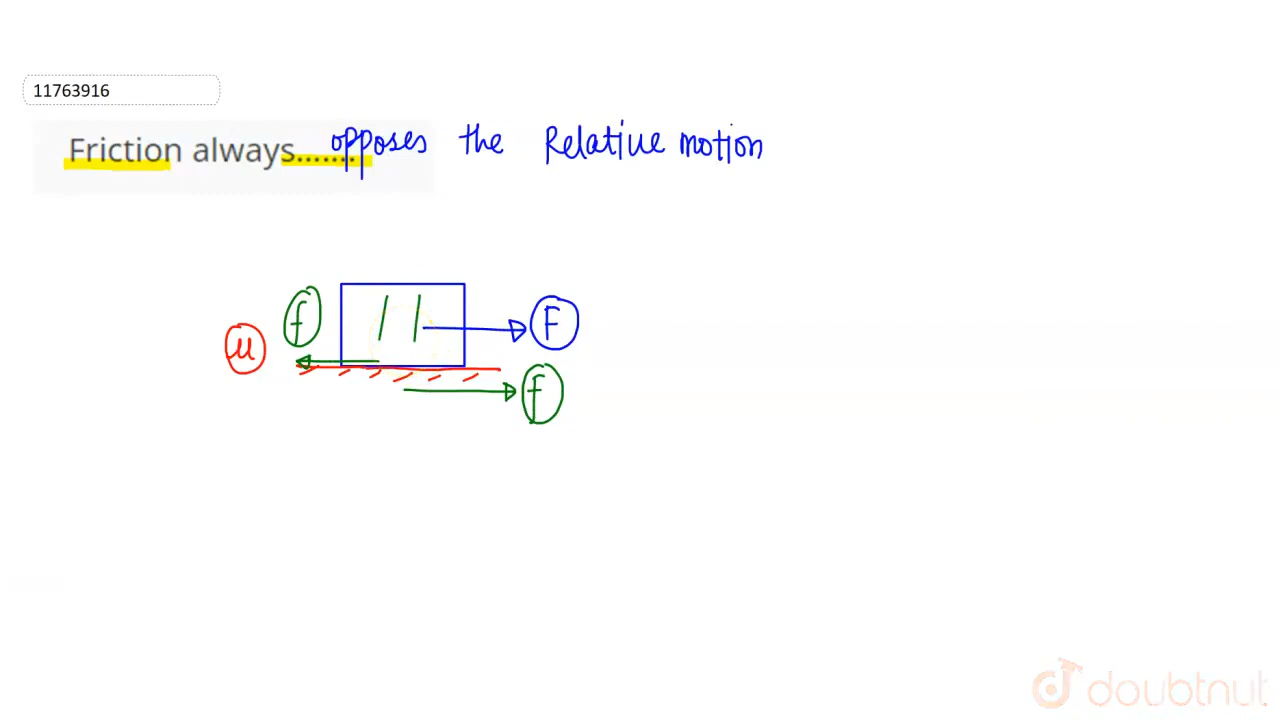 11763916
Friction always....... opposes the Relative motion
f
F
μ
f
doubtnut